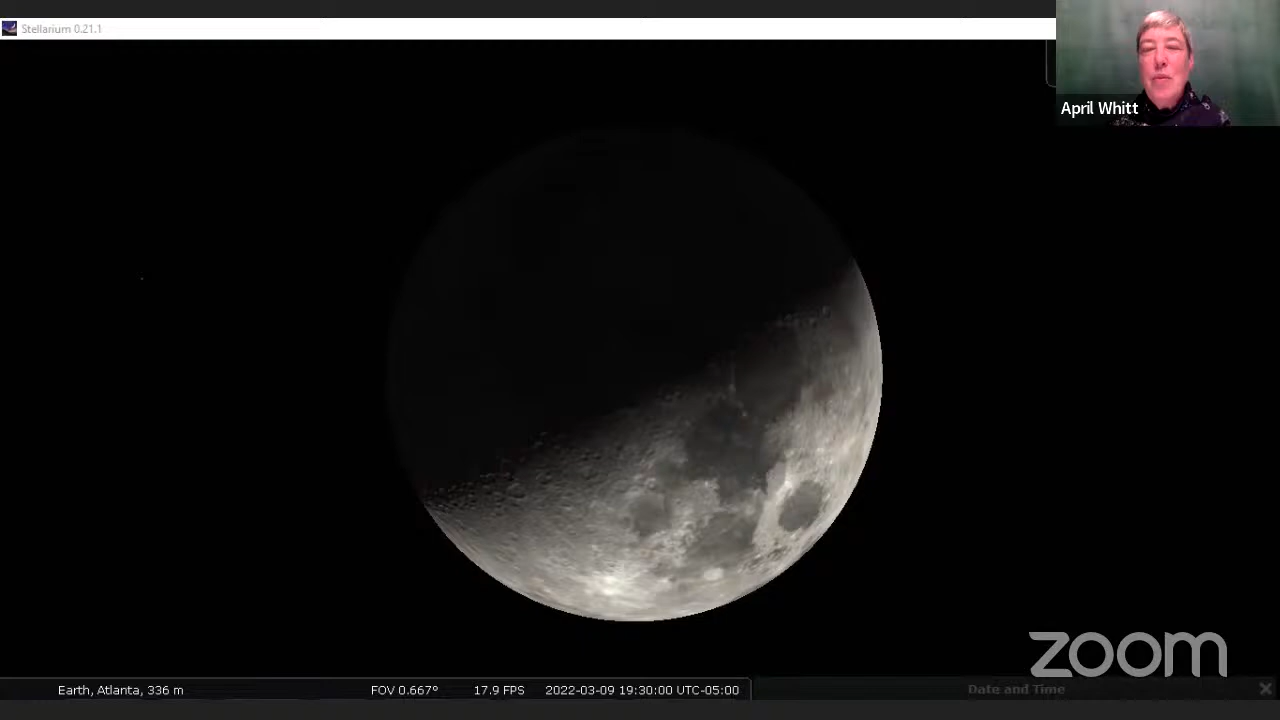 Stellarium 0.21.1
April Whitt
zoom
Earth, Atlanta, 336 m
FOV 0.667°
17.9 FPS
2022-03-09 19:30:00 UTC-05:00
Date and Time